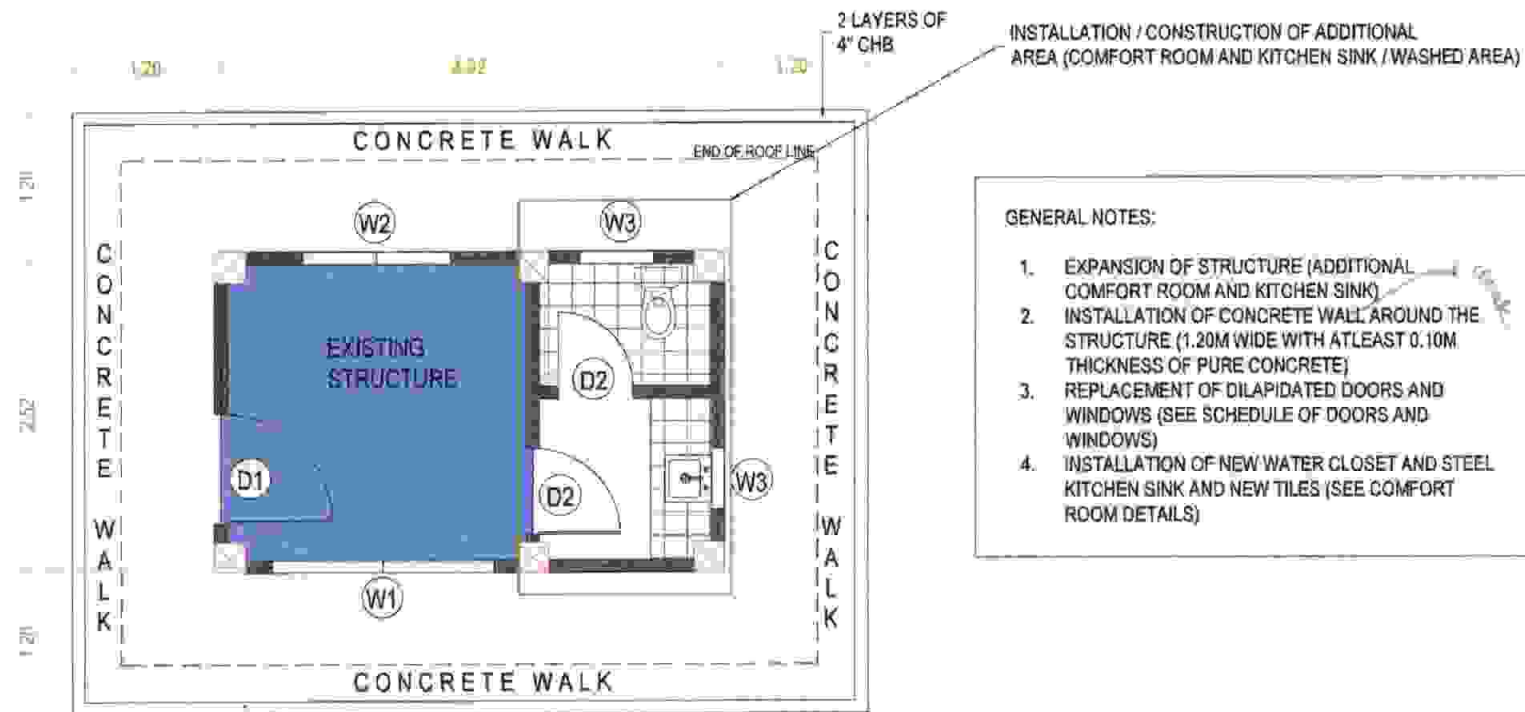 2 LAYERS OF
4" CHB
INSTALLATION / CONSTRUCTION OF ADDITIONAL
AREA (COMFORT ROOM AND KITCHEN SINK / WASHED AREA)
1.20
1.20
CONCRETE WALK
END OF ROOF LINE
1.20
W2
W3
CONCRETE WALK
CONCRETE WALK
EXISTING
STRUCTURE
D2
2.52
D1
D2
W3
W1
1.20
CONCRETE WALK
GENERAL NOTES:
1. EXPANSION OF STRUCTURE (ADDITIONAL
COMFORT ROOM AND KITCHEN SINK)
2. INSTALLATION OF CONCRETE WALL AROUND THE
STRUCTURE (1.20M WIDE WITH ATLEAST 0.10M
THICKNESS OF PURE CONCRETE)
3. REPLACEMENT OF DILAPIDATED DOORS AND
WINDOWS (SEE SCHEDULE OF DOORS AND
WINDOWS)
4. INSTALLATION OF NEW WATER CLOSET AND STEEL
KITCHEN SINK AND NEW TILES (SEE COMFORT
ROOM DETAILS)